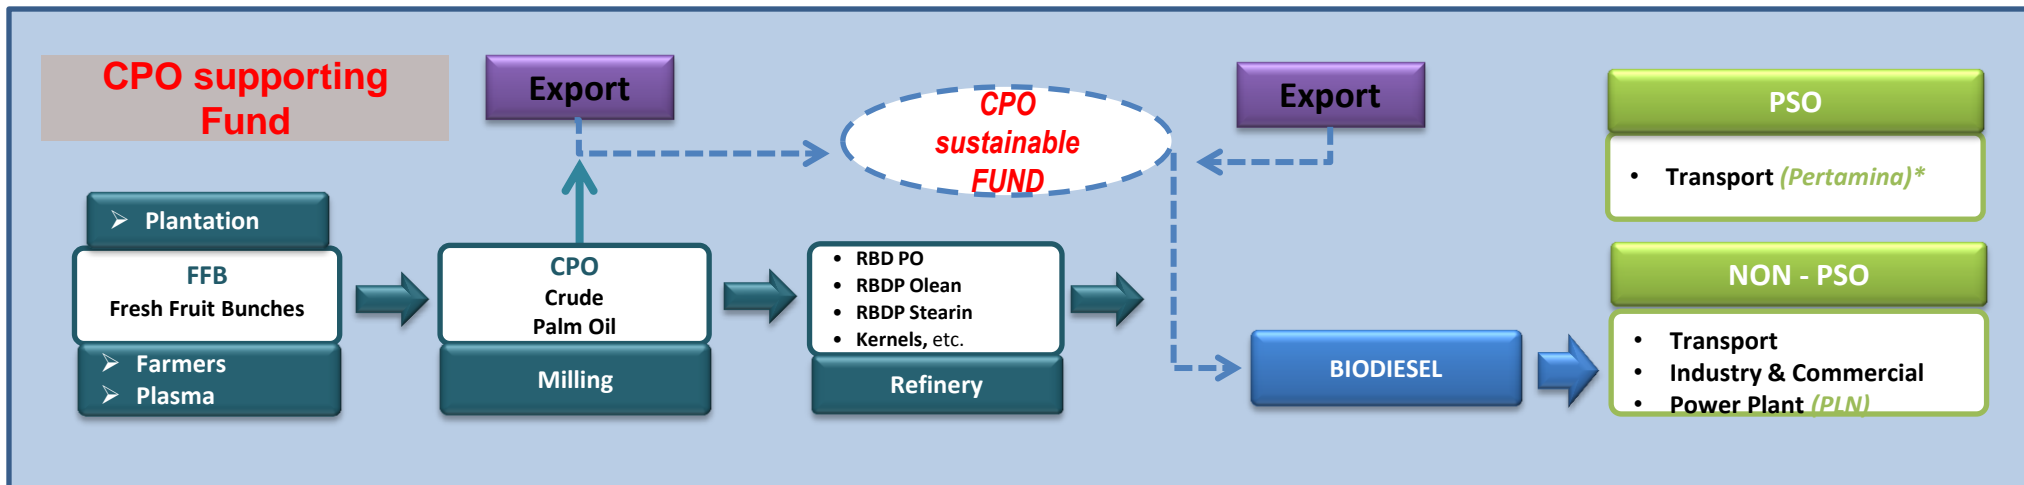 CPO supporting
Fund
Export
CPO
sustainable
FUND
Export
PSO
• Transport (Pertamina)*
➢ Plantation
FFB
Fresh Fruit Bunches
➢ Farmers
➢ Plasma
CPO
Crude
Palm Oil
Milling
• RBD PO
• RBDP Olean
• RBDP Stearin
• Kernels, etc.
Refinery
BIODIESEL
NON - PSO
• Transport
• Industry & Commercial
• Power Plant (PLN)